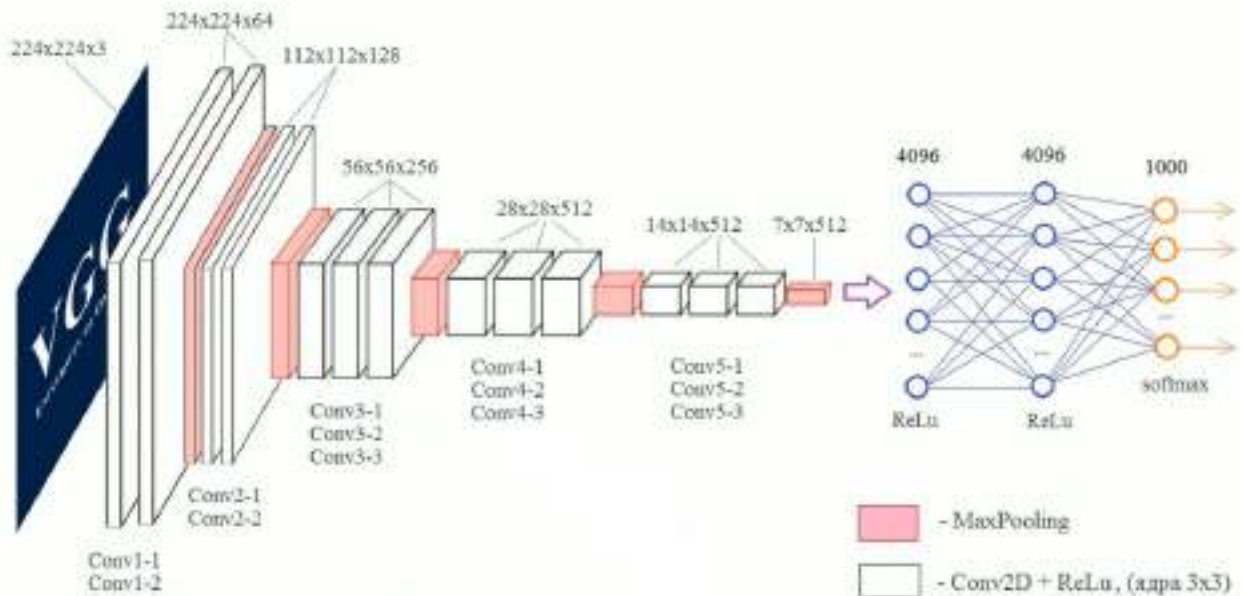 224x224x3
224x224x64
112x112x128
56x56x256
28x28x512
14x14x512
7x7x512
4096
4096
1000
VGG
...
...
...
ReLu
ReLu
softmax
Conv1-1
Conv1-2
Conv2-1
Conv2-2
Conv3-1
Conv3-2
Conv3-3
Conv4-1
Conv4-2
Conv4-3
Conv5-1
Conv5-2
Conv5-3
- MaxPooling
- Conv2D + ReLu, (ядра 3x3)